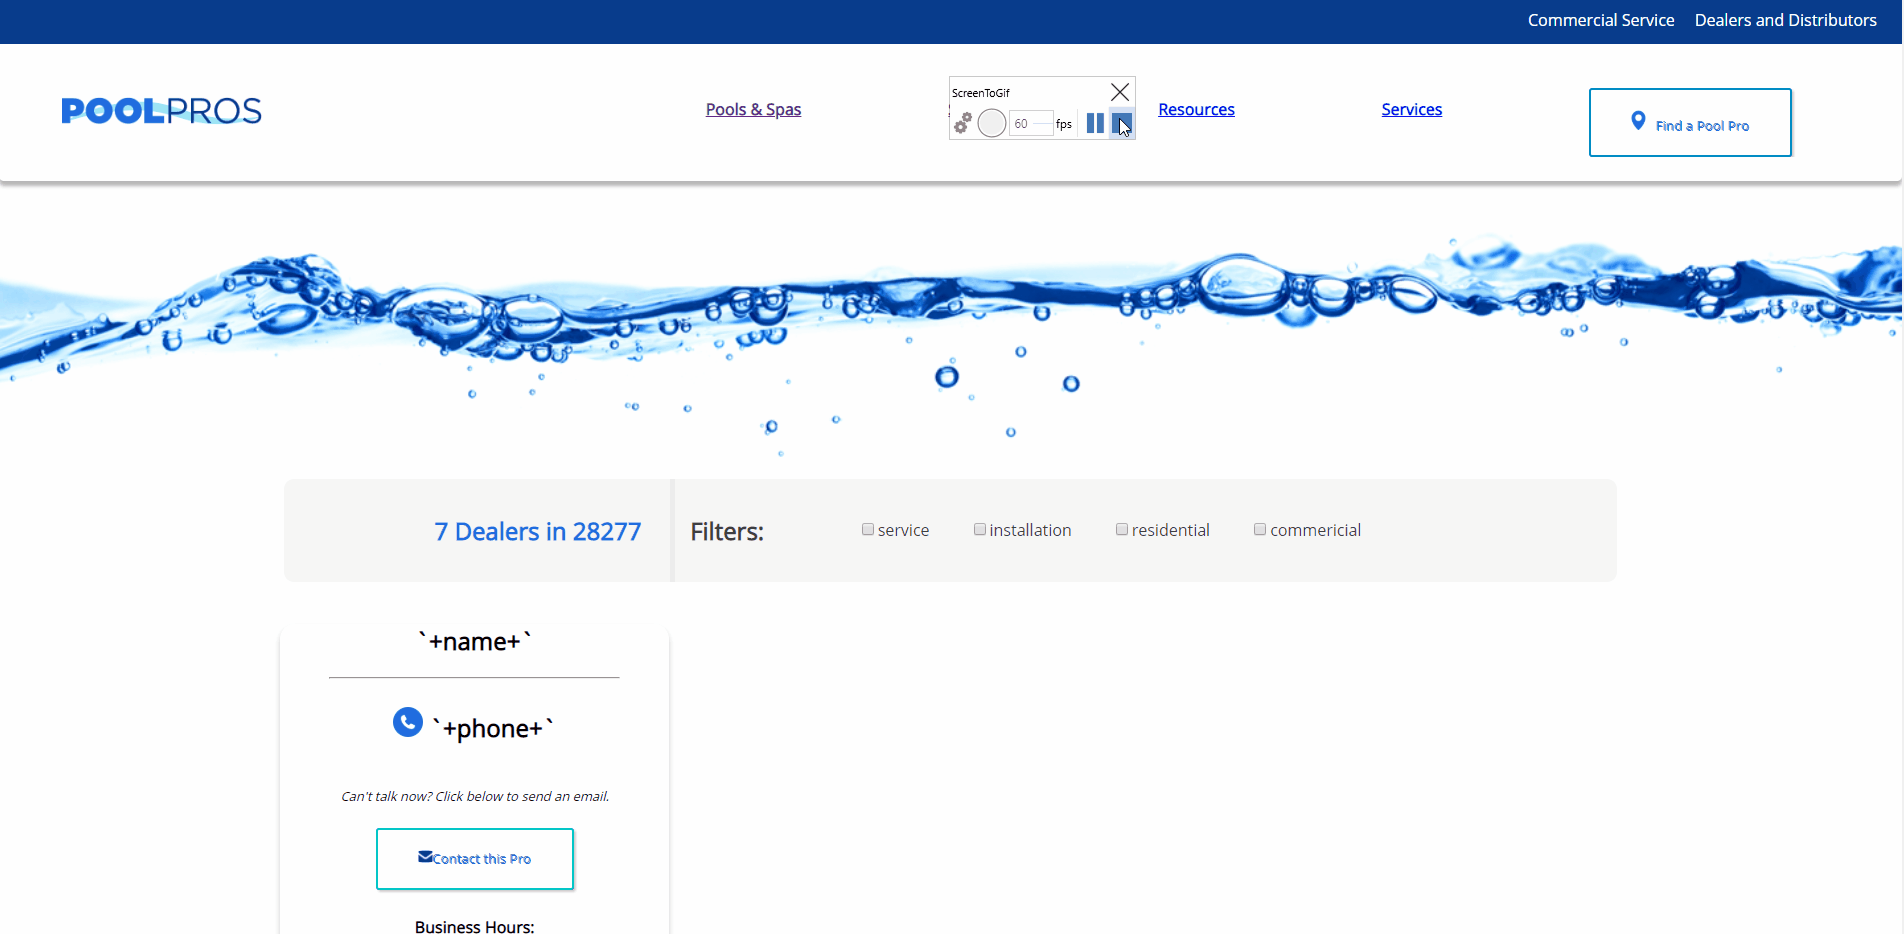 Commercial Service Dealers and Distributors
POOLPROS
Pools & Spas
ScreenToGif
60 fps
Resources
Services
Find a Pool Pro
7 Dealers in 28277
Filters:
service
installation
residential
commericial
`+name+`
`+phone+`
Can't talk now? Click below to send an email.
Contact this Pro
Business Hours: